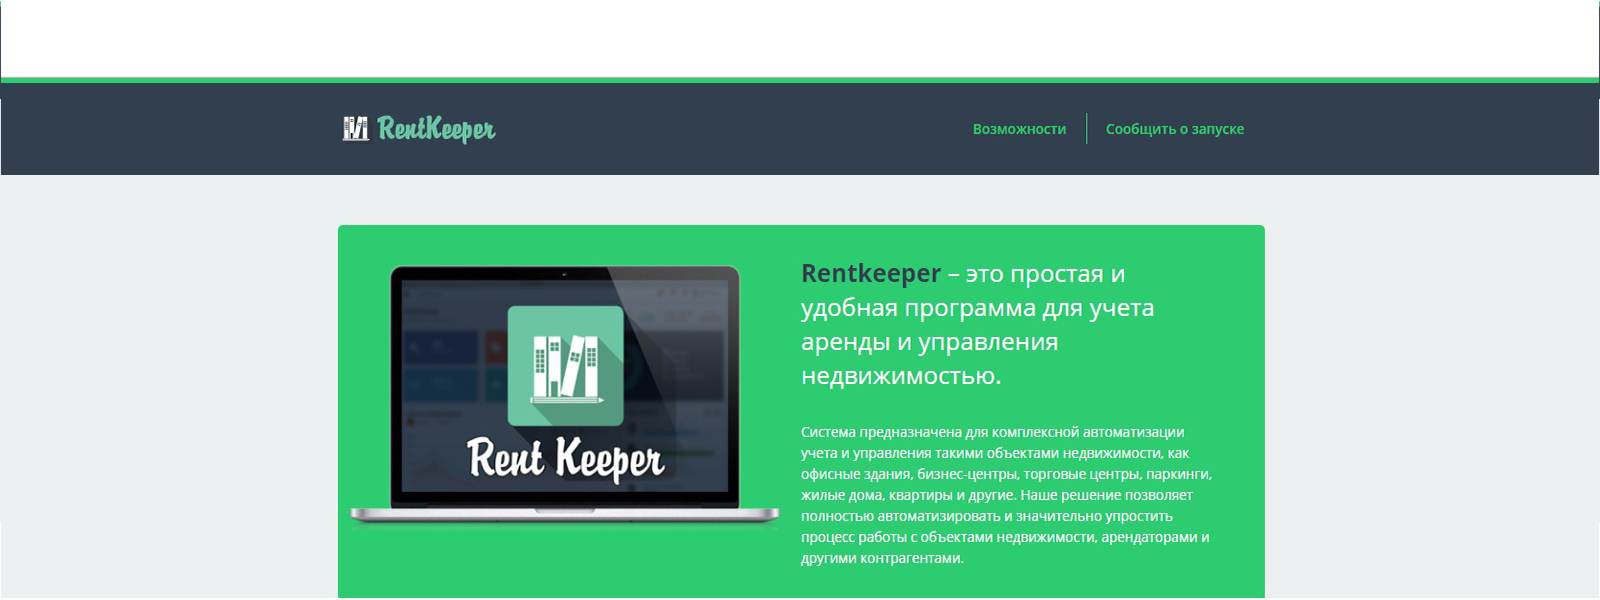 RentKeeper
Возможности
Сообщить о запуске
Rent Keeper
Rentkeeper – это простая и
удобная программа для учета
аренды и управления
недвижимостью.
Система предназначена для комплексной автоматизации
учета и управления такими объектами недвижимости, как
офисные здания, бизнес-центры, торговые центры, паркинги,
жилые дома, квартиры и другие. Наше решение позволяет
полностью автоматизировать и значительно упростить
процесс работы с объектами недвижимости, арендаторами и
другими контрагентами.